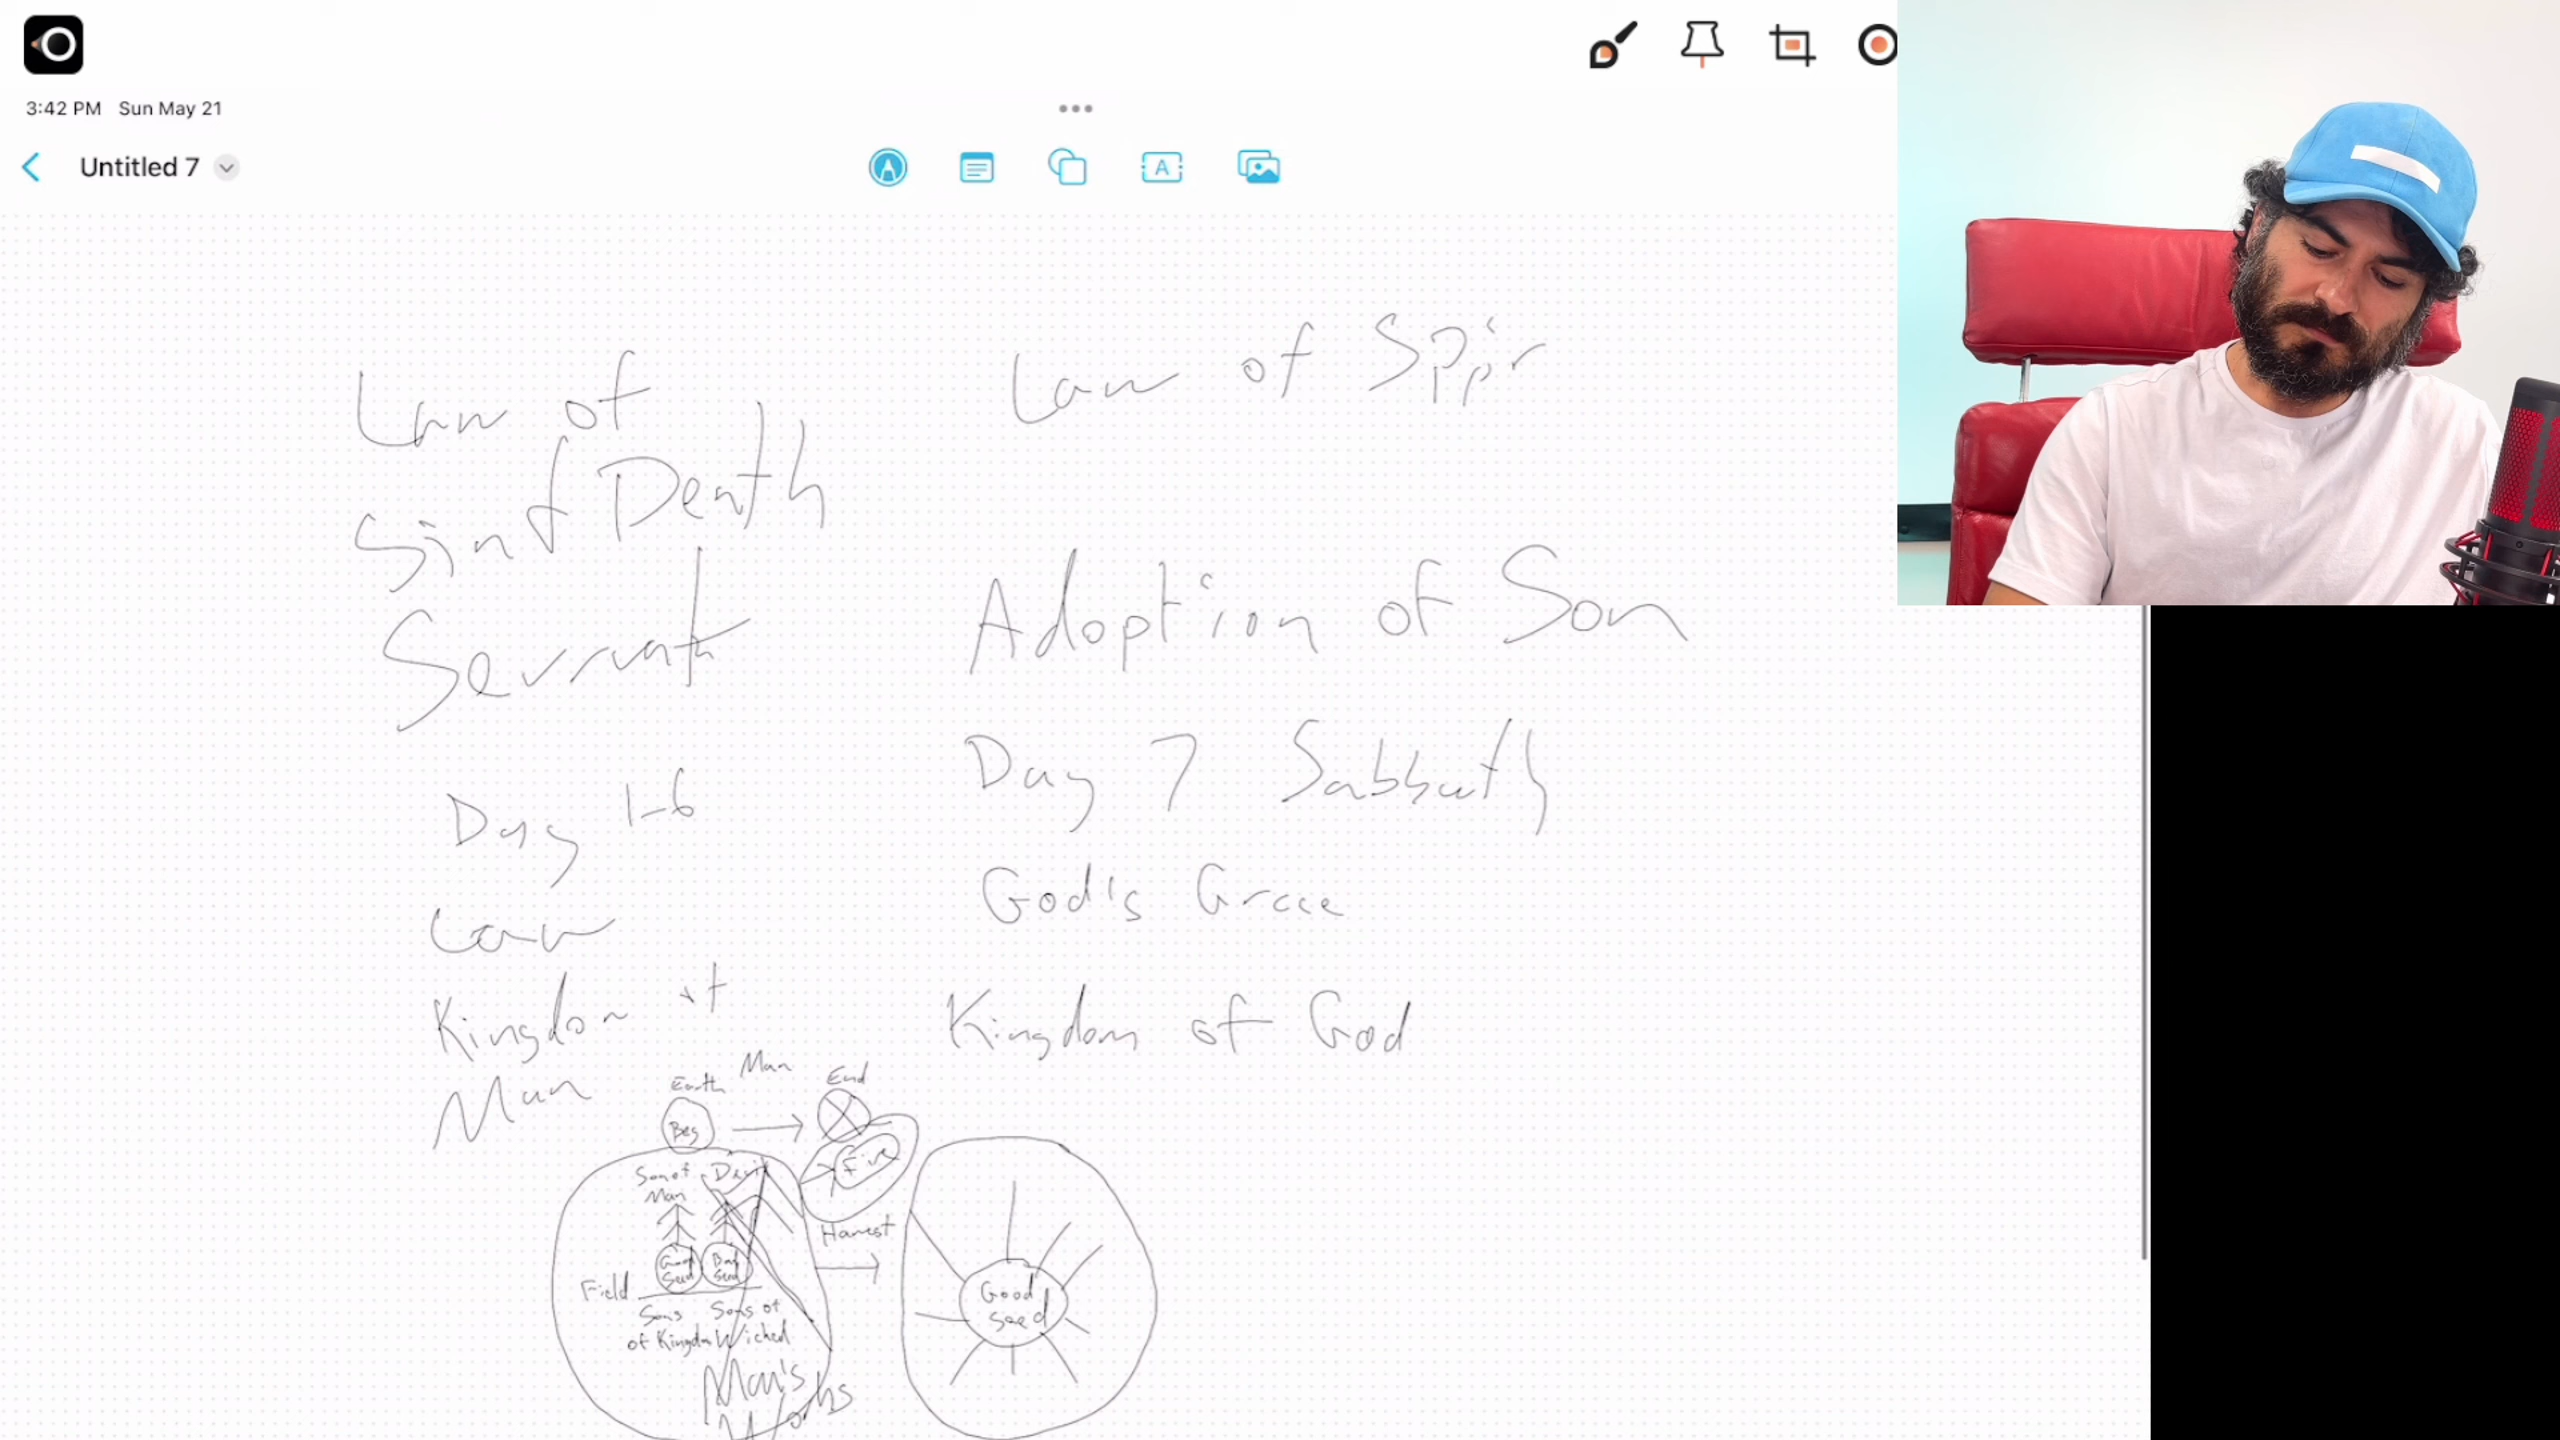 3:42 PM Sun May 21
Untitled 7
A
Law of
Sin & Death
Servant
Day 1-6
Law
Kingdom of
Man
Law of Sppir
Adoption of Son
Day 7 Sabbath
God's Grace
Kingdom of God
Earth Man End
Beg
Fire
Son of
Man
Devil
Good
Seed
Bad
Seed
Field
Sons
of Kingdom
Sons of
Wicked
Harvest
Man's
Works
Good
seed